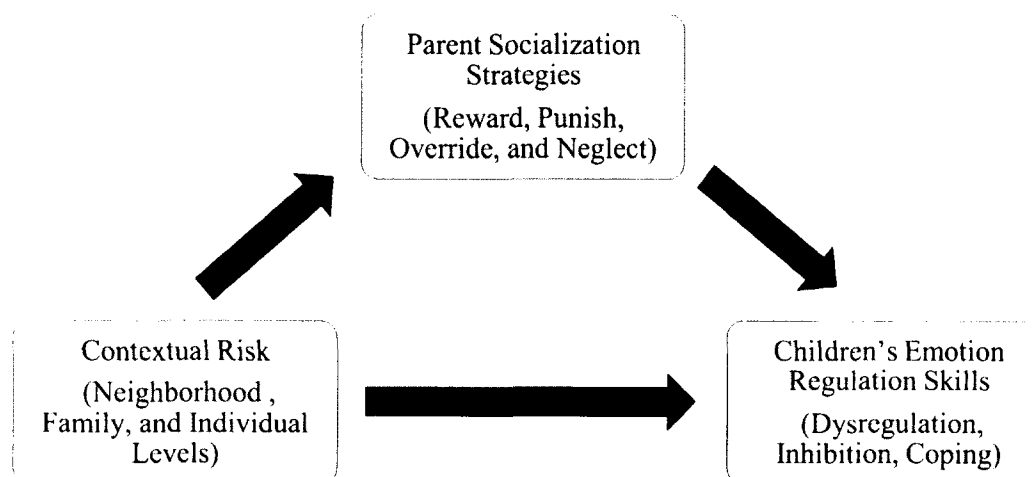 Parent Socialization
Strategies
(Reward, Punish,
Override, and Neglect)
Contextual Risk
(Neighborhood ,
Family, and Individual
Levels)
Children's Emotion
Regulation Skills
(Dysregulation,
Inhibition, Coping)